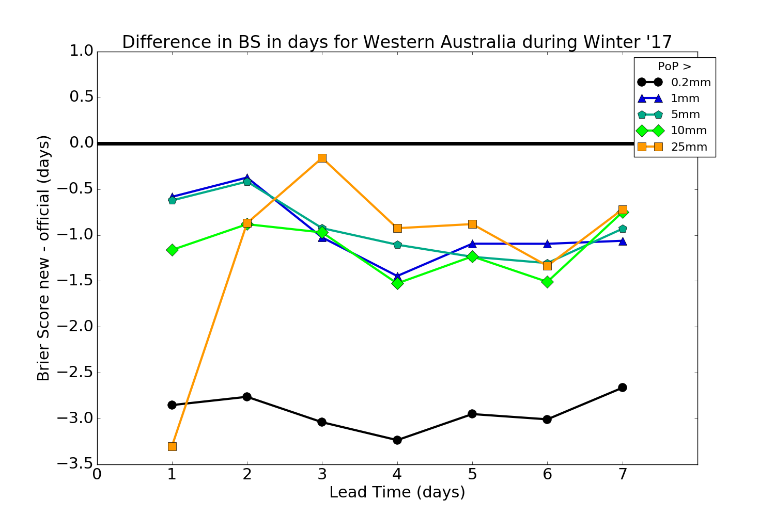 Difference in BS in days for Western Australia during Winter '17
PoP >
0.2mm
1mm
5mm
10mm
25mm
Brier Score new - official (days)
1.0
0.5
0.0
−0.5
−1.0
−1.5
−2.0
−2.5
−3.0
−3.5
0 1 2 3 4 5 6 7
Lead Time (days)